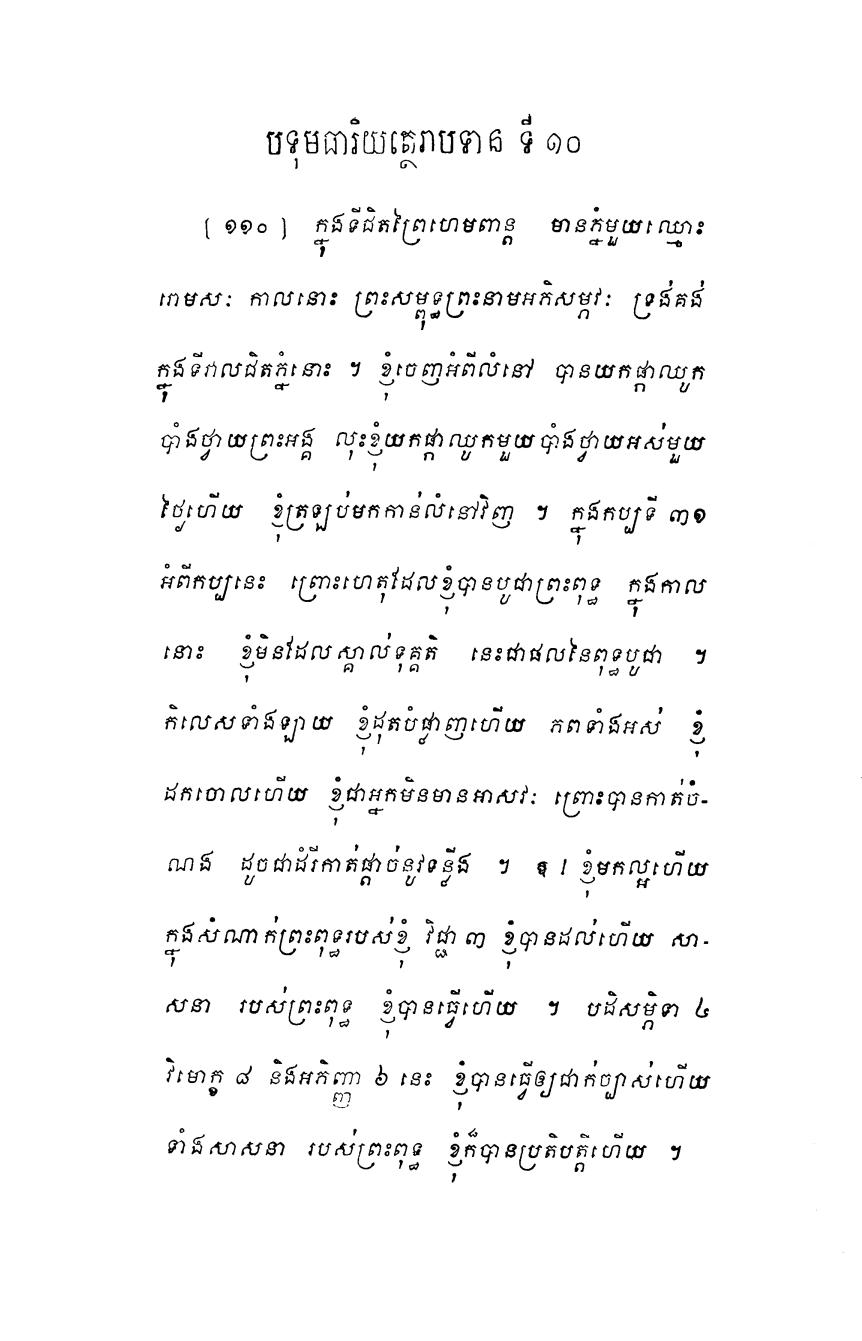 បទុមធារិយត្ថេរាបទាន ទី ១០
[ ១១០ ] ក្នុងទីជិតព្រៃហេមពាន្ត មានភ្នំមួយឈ្មោះ
រោមសៈ កាលនោះ ព្រះសម្ពុទ្ធព្រះនាមអភិសម្ភវៈ ទ្រង់គង់
ក្នុងទីវាលជិតភ្នំនោះ ។ ខ្ញុំចេញអំពីលំនៅ បានយកផ្កាឈូក
បាំងថ្វាយព្រះអង្គ លុះខ្ញុំយកផ្កាឈូកមួយ បាំងថ្វាយអស់មួយ
ថ្ងៃហើយ ខ្ញុំត្រឡប់មកកាន់លំនៅវិញ ។ ក្នុងកប្បទី ៣១
អំពីកប្បនេះ ព្រោះហេតុដែលខ្ញុំបានបូជាព្រះពុទ្ធ ក្នុងកាល
នោះ ខ្ញុំមិនដែលស្គាល់ទុគ្គតិ នេះជាផលនៃពុទ្ធបូជា ។
កិលេសទាំងឡាយ ខ្ញុំដុតបំផ្លាញហើយ ភពទាំងអស់ ខ្ញុំ
ដកចោលហើយ ខ្ញុំជាអ្នកមិនមានអាសវៈ ព្រោះបានកាត់ចំ-
ណង ដូចជាដំរីកាត់ផ្តាច់នូវទន្លីង ។ ឱ ! ខ្ញុំមកល្អហើយ
ក្នុងសំណាក់ព្រះពុទ្ធរបស់ខ្ញុំ វិជ្ជា ៣ ខ្ញុំបានដល់ហើយ សា-
សនា របស់ព្រះពុទ្ធ ខ្ញុំបានធ្វើហើយ ។ បដិសម្ភិទា ៤
វិមោក្ខ ៨ និងអភិញ្ញា ៦ នេះ ខ្ញុំបានធ្វើឲ្យជាក់ច្បាស់ហើយ
ទាំងសាសនា របស់ព្រះពុទ្ធ ខ្ញុំក៏បានប្រតិបត្តិហើយ ។